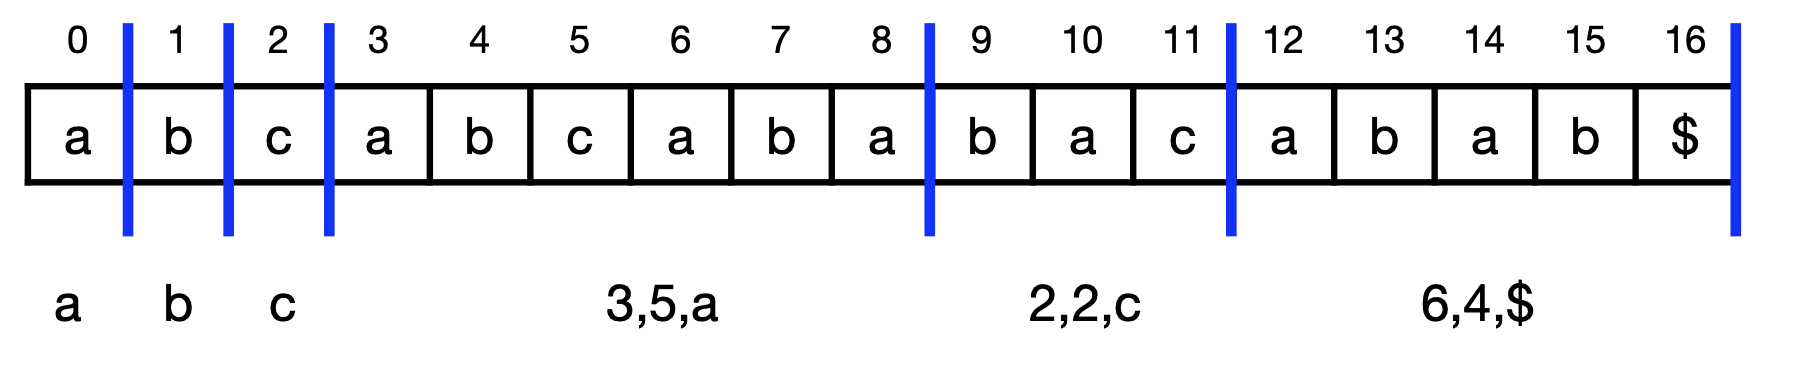 0 1 2 3 4 5 6 7 8 9 10 11 12 13 14 15 16
a b c a b c a b a b a c a b a b $
a b c 3,5,a 2,2,c 6,4,$